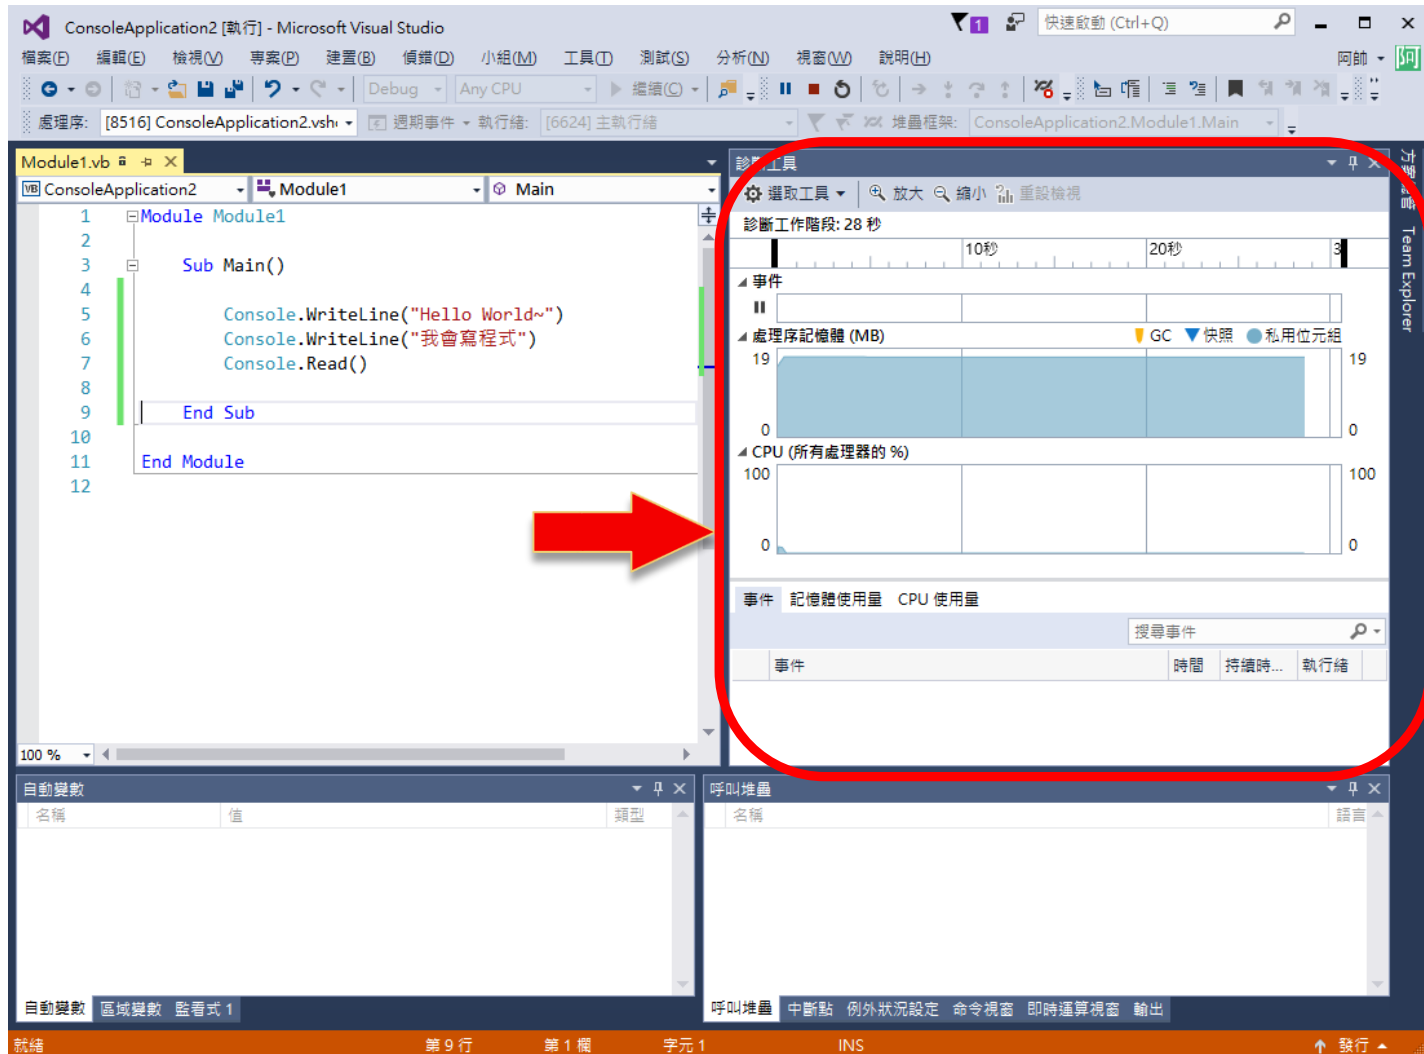 ConsoleApplication2 [執行] - Microsoft Visual Studio
1
快速啟動 (Ctrl+Q)
檔案(F) 編輯(E) 檢視(V) 專案(P) 建置(B) 偵錯(D) 小組(M) 工具(T) 測試(S) 分析(N) 視窗(W) 說明(H)
阿帥
阿
Debug Any CPU 繼續(C)
處理序: [8516] ConsoleApplication2.vsh 週期事件 執行緒: [6624] 主執行緒 堆疊框架: ConsoleApplication2.Module1.Main
Module1.vb
VB ConsoleApplication2 Module1 Main
1 Module Module1
2
3 Sub Main()
4
5 Console.WriteLine("Hello World~")
6 Console.WriteLine("我會寫程式")
7 Console.Read()
8
9 End Sub
10
11 End Module
12
100 %
診斷工具
選取工具 放大 縮小 重設檢視
診斷工作階段: 28 秒
10秒 20秒 3
事件
處理序記憶體 (MB) GC 快照 私用位元組
19 19
0 0
CPU (所有處理器的 %)
100 100
0 0
事件 記憶體使用量 CPU 使用量
搜尋事件
事件 時間 持續時... 執行緒
方案總管
Team Explorer
自動變數
名稱 值 類型
自動變數 區域變數 監看式 1
呼叫堆疊
名稱 語言
呼叫堆疊 中斷點 例外狀況設定 命令視窗 即時運算視窗 輸出
就緒 第 9 行 第 1 欄 字元 1 INS 發行